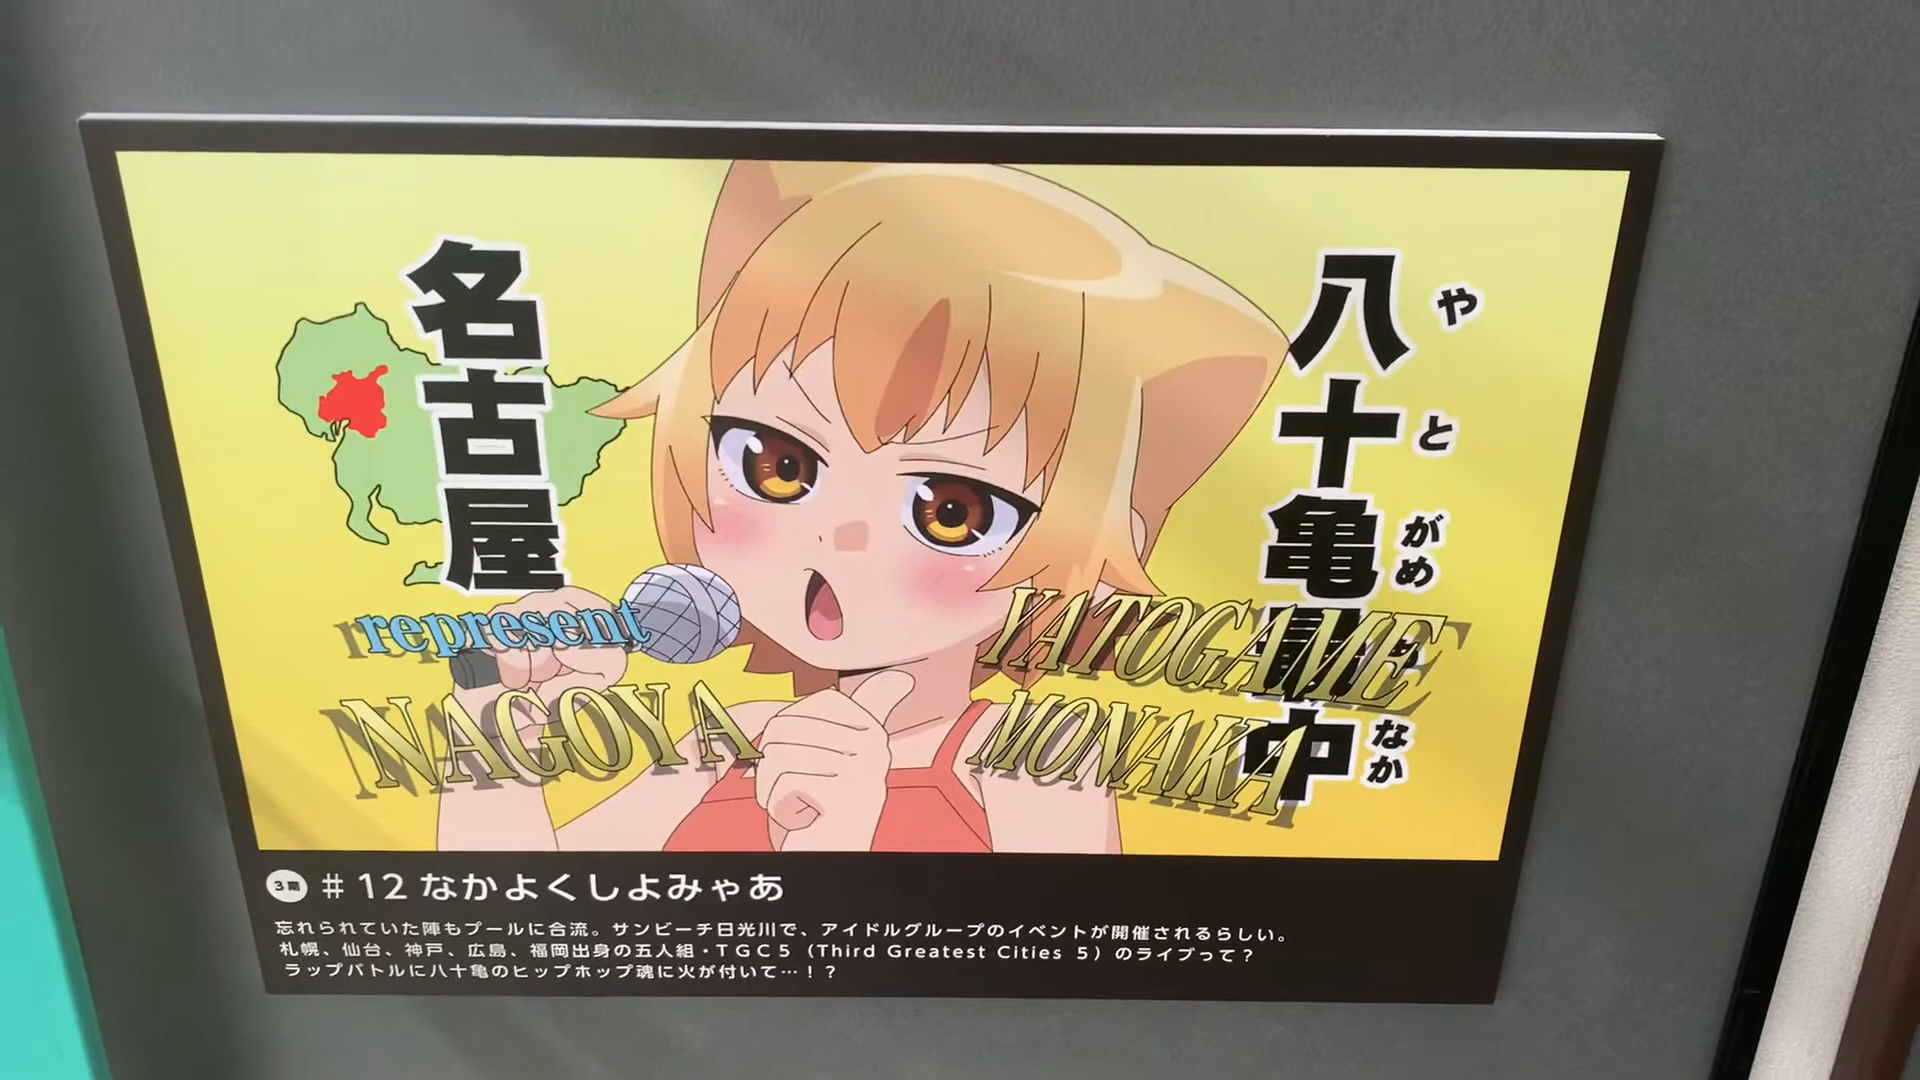 名古屋
八十亀最中
や
と
がめ
なか
represent
NAGOYA
YATOGAME
MONAKA
3期 #12 なかよくしよみゃあ
忘れられていた陣もプールに合流。サンビーチ日光川で、アイドルグループのイベントが開催されるらしい。
札幌、仙台、神戸、広島、福岡出身の五人組・TGC5（Third Greatest Cities 5）のライブって？
ラップバトルに八十亀のヒップホップ魂に火が付いて…！？